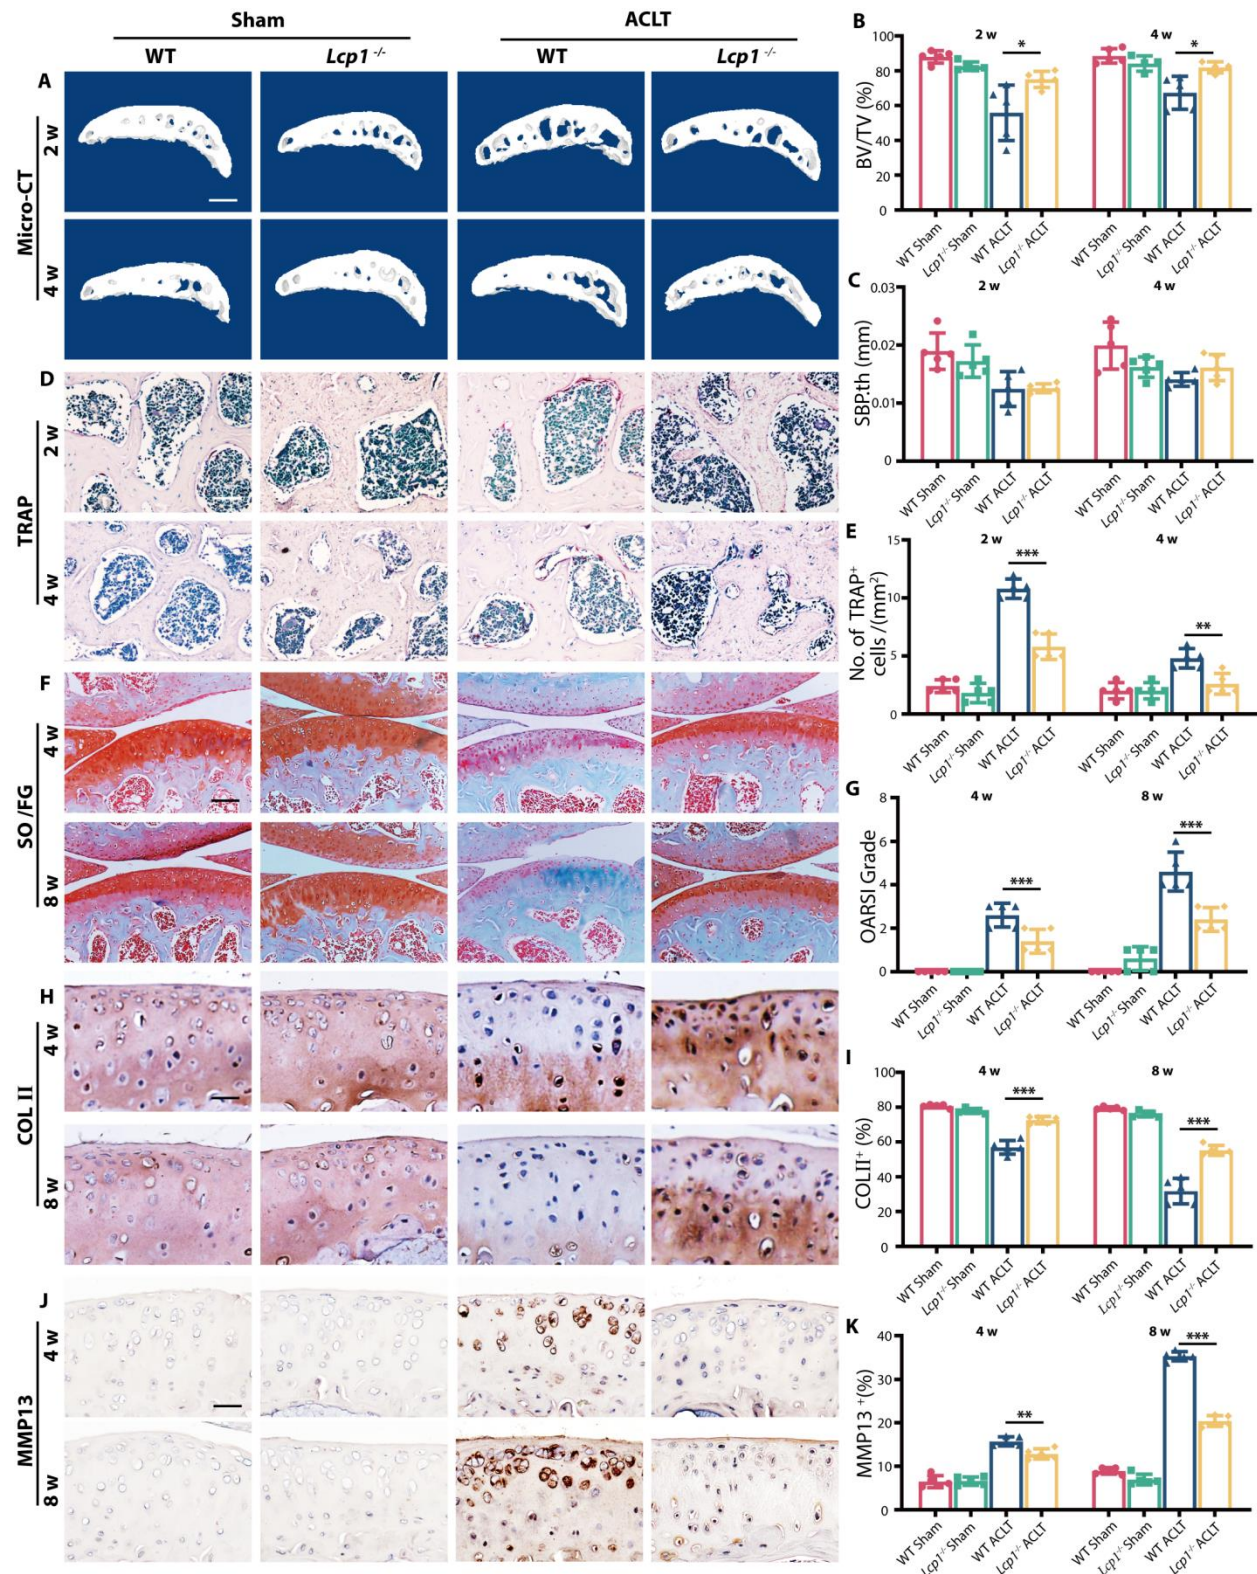 Sham
ACLT
WT
Lcp1 -/-
WT
Lcp1 -/-
A
Micro-CT
2 w
4 w
B
BV/TV (%)
2 w
4 w
*
*
100
80
60
40
20
0
WT Sham
Lcp1-/- Sham
WT ACLT
Lcp1-/- ACLT
WT Sham
Lcp1-/- Sham
WT ACLT
Lcp1-/- ACLT
C
SBP.th (mm)
2 w
4 w
0.03
0.02
0.01
0
WT Sham
Lcp1-/- Sham
WT ACLT
Lcp1-/- ACLT
WT Sham
Lcp1-/- Sham
WT ACLT
Lcp1-/- ACLT
D
TRAP
2 w
4 w
E
No. of TRAP+
cells /(mm2)
2 w
4 w
***
**
15
10
5
0
WT Sham
Lcp1-/- Sham
WT ACLT
Lcp1-/- ACLT
WT Sham
Lcp1-/- Sham
WT ACLT
Lcp1-/- ACLT
F
SO/FG
4 w
8 w
G
OARSI Grade
4 w
8 w
***
***
8
6
4
2
0
WT Sham
Lcp1-/- Sham
WT ACLT
Lcp1-/- ACLT
WT Sham
Lcp1-/- Sham
WT ACLT
Lcp1-/- ACLT
H
COL II
4 w
8 w
I
COLII+ (%)
4 w
8 w
***
***
100
80
60
40
20
0
WT Sham
Lcp1-/- Sham
WT ACLT
Lcp1-/- ACLT
WT Sham
Lcp1-/- Sham
WT ACLT
Lcp1-/- ACLT
J
MMP13
4 w
8 w
K
MMP13 +(%)
4 w
8 w
**
***
40
30
20
10
0
WT Sham
Lcp1-/- Sham
WT ACLT
Lcp1-/- ACLT
WT Sham
Lcp1-/- Sham
WT ACLT
Lcp1-/- ACLT